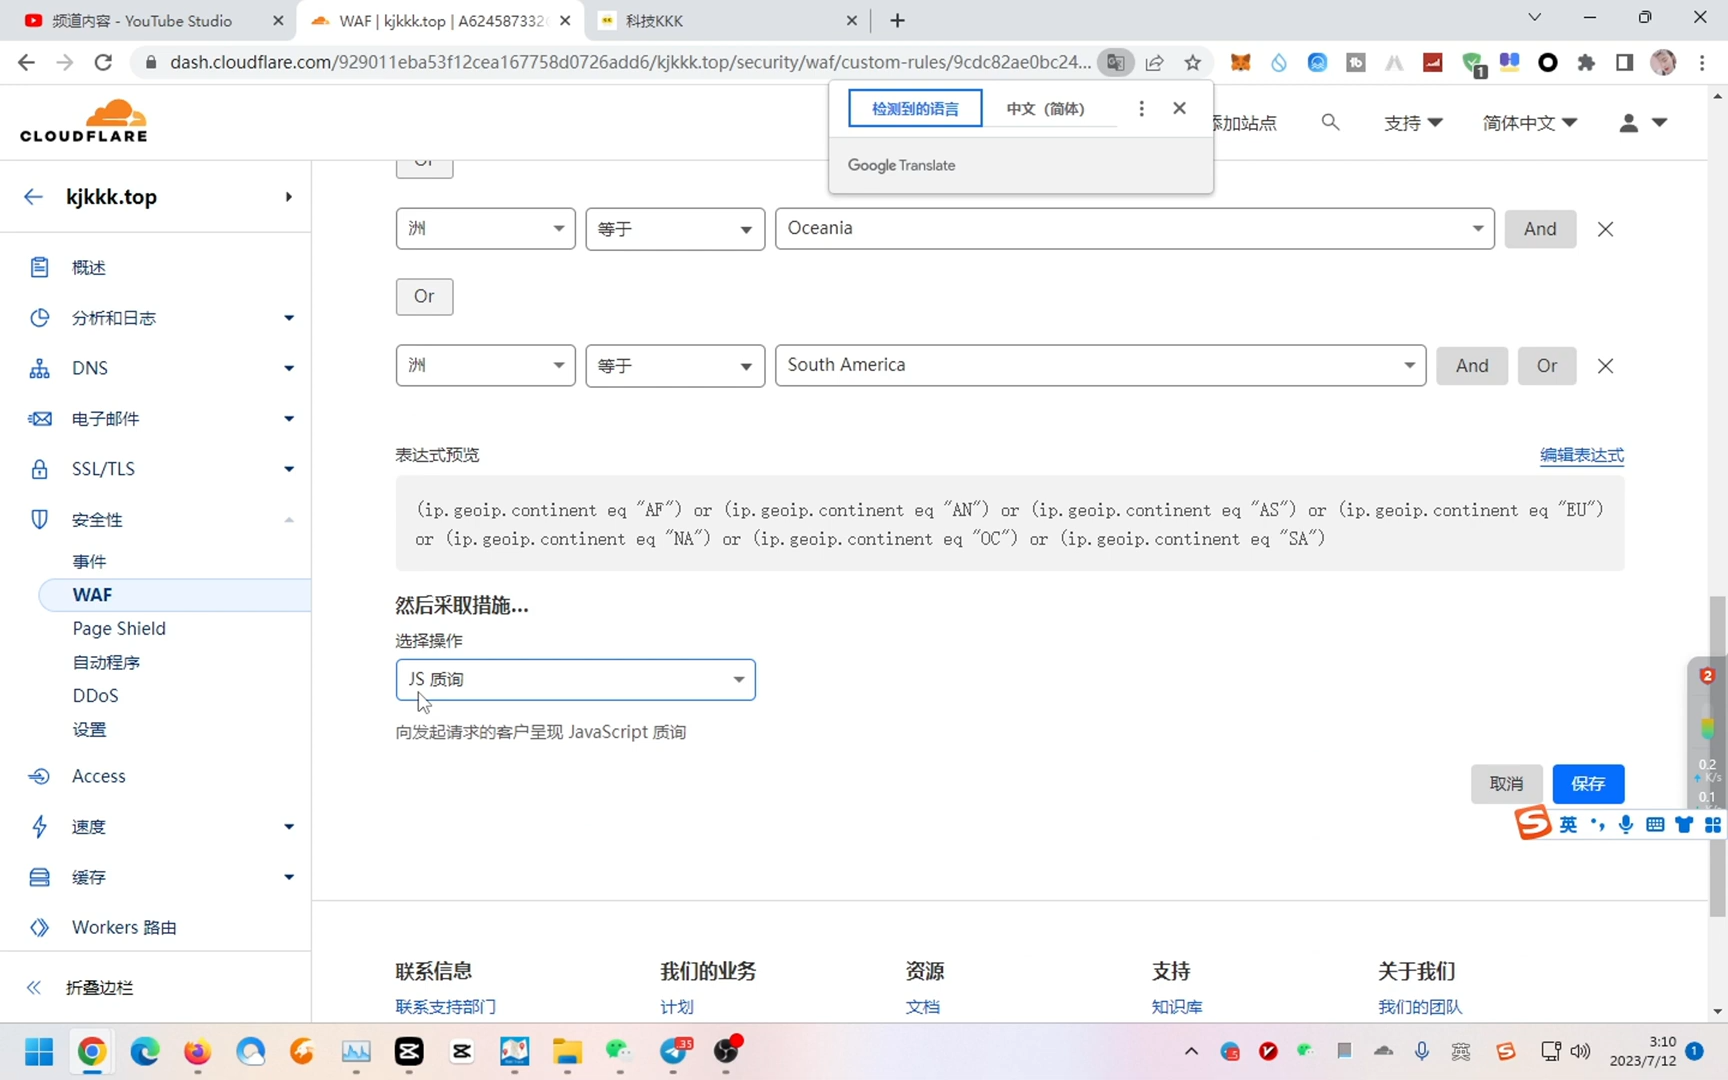 频道内容 - YouTube Studio
WAF | kjkkk.top | A624587332
科技KKK
dash.cloudflare.com/929011eba53f12cea167758d0726add6/kjkkk.top/security/waf/custom-rules/9cdc82ae0bc24...
1
检测到的语言
中文（简体）
Google Translate
CLOUDFLARE
添加站点
支持
简体中文
kjkkk.top
概述
分析和日志
DNS
电子邮件
SSL/TLS
安全性
事件
WAF
Page Shield
自动程序
DDoS
设置
Access
速度
缓存
Workers 路由
折叠边栏
Or
洲
等于
Oceania
And
Or
洲
等于
South America
And
Or
表达式预览
编辑表达式
(ip.geoip.continent eq "AF") or (ip.geoip.continent eq "AN") or (ip.geoip.continent eq "AS") or (ip.geoip.continent eq "EU")
or (ip.geoip.continent eq "NA") or (ip.geoip.continent eq "OC") or (ip.geoip.continent eq "SA")
然后采取措施...
选择操作
JS 质询
向发起请求的客户呈现 JavaScript 质询
取消
保存
2
0.2
K/s
0.1
英
联系信息
我们的业务
资源
支持
关于我们
联系支持部门
计划
文档
知识库
我们的团队
35
英
3:10
2023/7/12
1